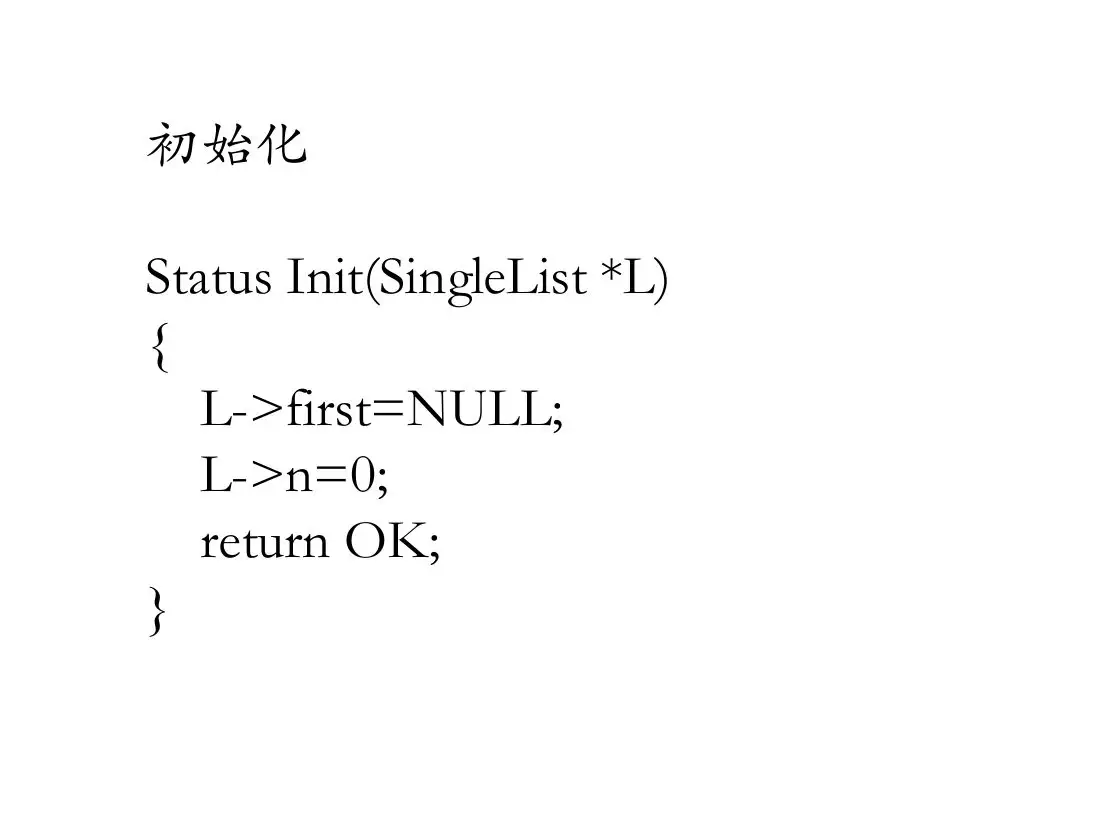 初始化
Status Init(SingleList *L)
{
L->first=NULL;
L->n=0;
return OK;
}